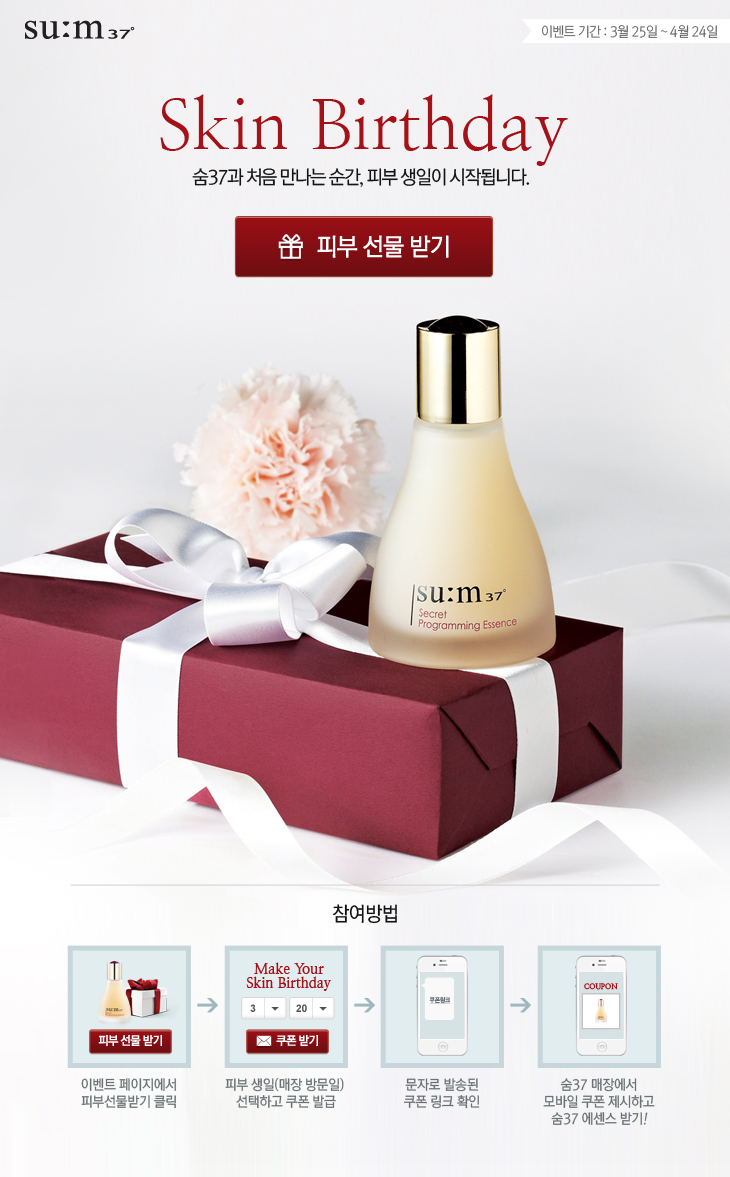 su:m37°
이벤트 기간 : 3월 25일 ~ 4월 24일
Skin Birthday
숨37과 처음 만나는 순간, 피부 생일이 시작됩니다.
피부 선물 받기
su:m37°
Secret
Programming Essence
참여방법
피부 선물 받기
이벤트 페이지에서
피부선물받기 클릭
Make Your
Skin Birthday
3 20
쿠폰 받기
피부 생일(매장 방문일)
선택하고 쿠폰 발급
쿠폰링크
문자로 발송된
쿠폰 링크 확인
COUPON
숨37 매장에서
모바일 쿠폰 제시하고
숨37 에센스 받기!